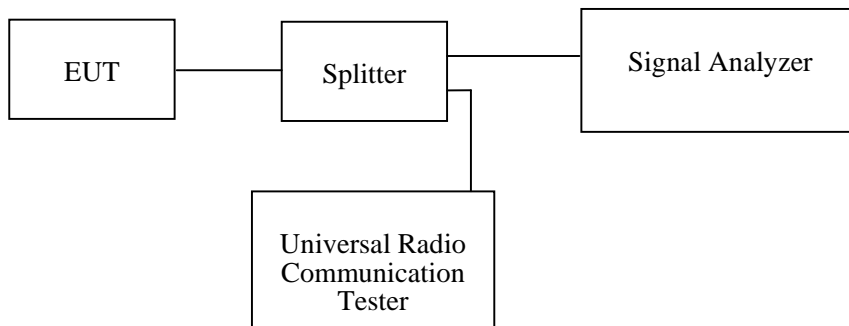 EUT
Splitter
Signal Analyzer
Universal Radio
Communication
Tester